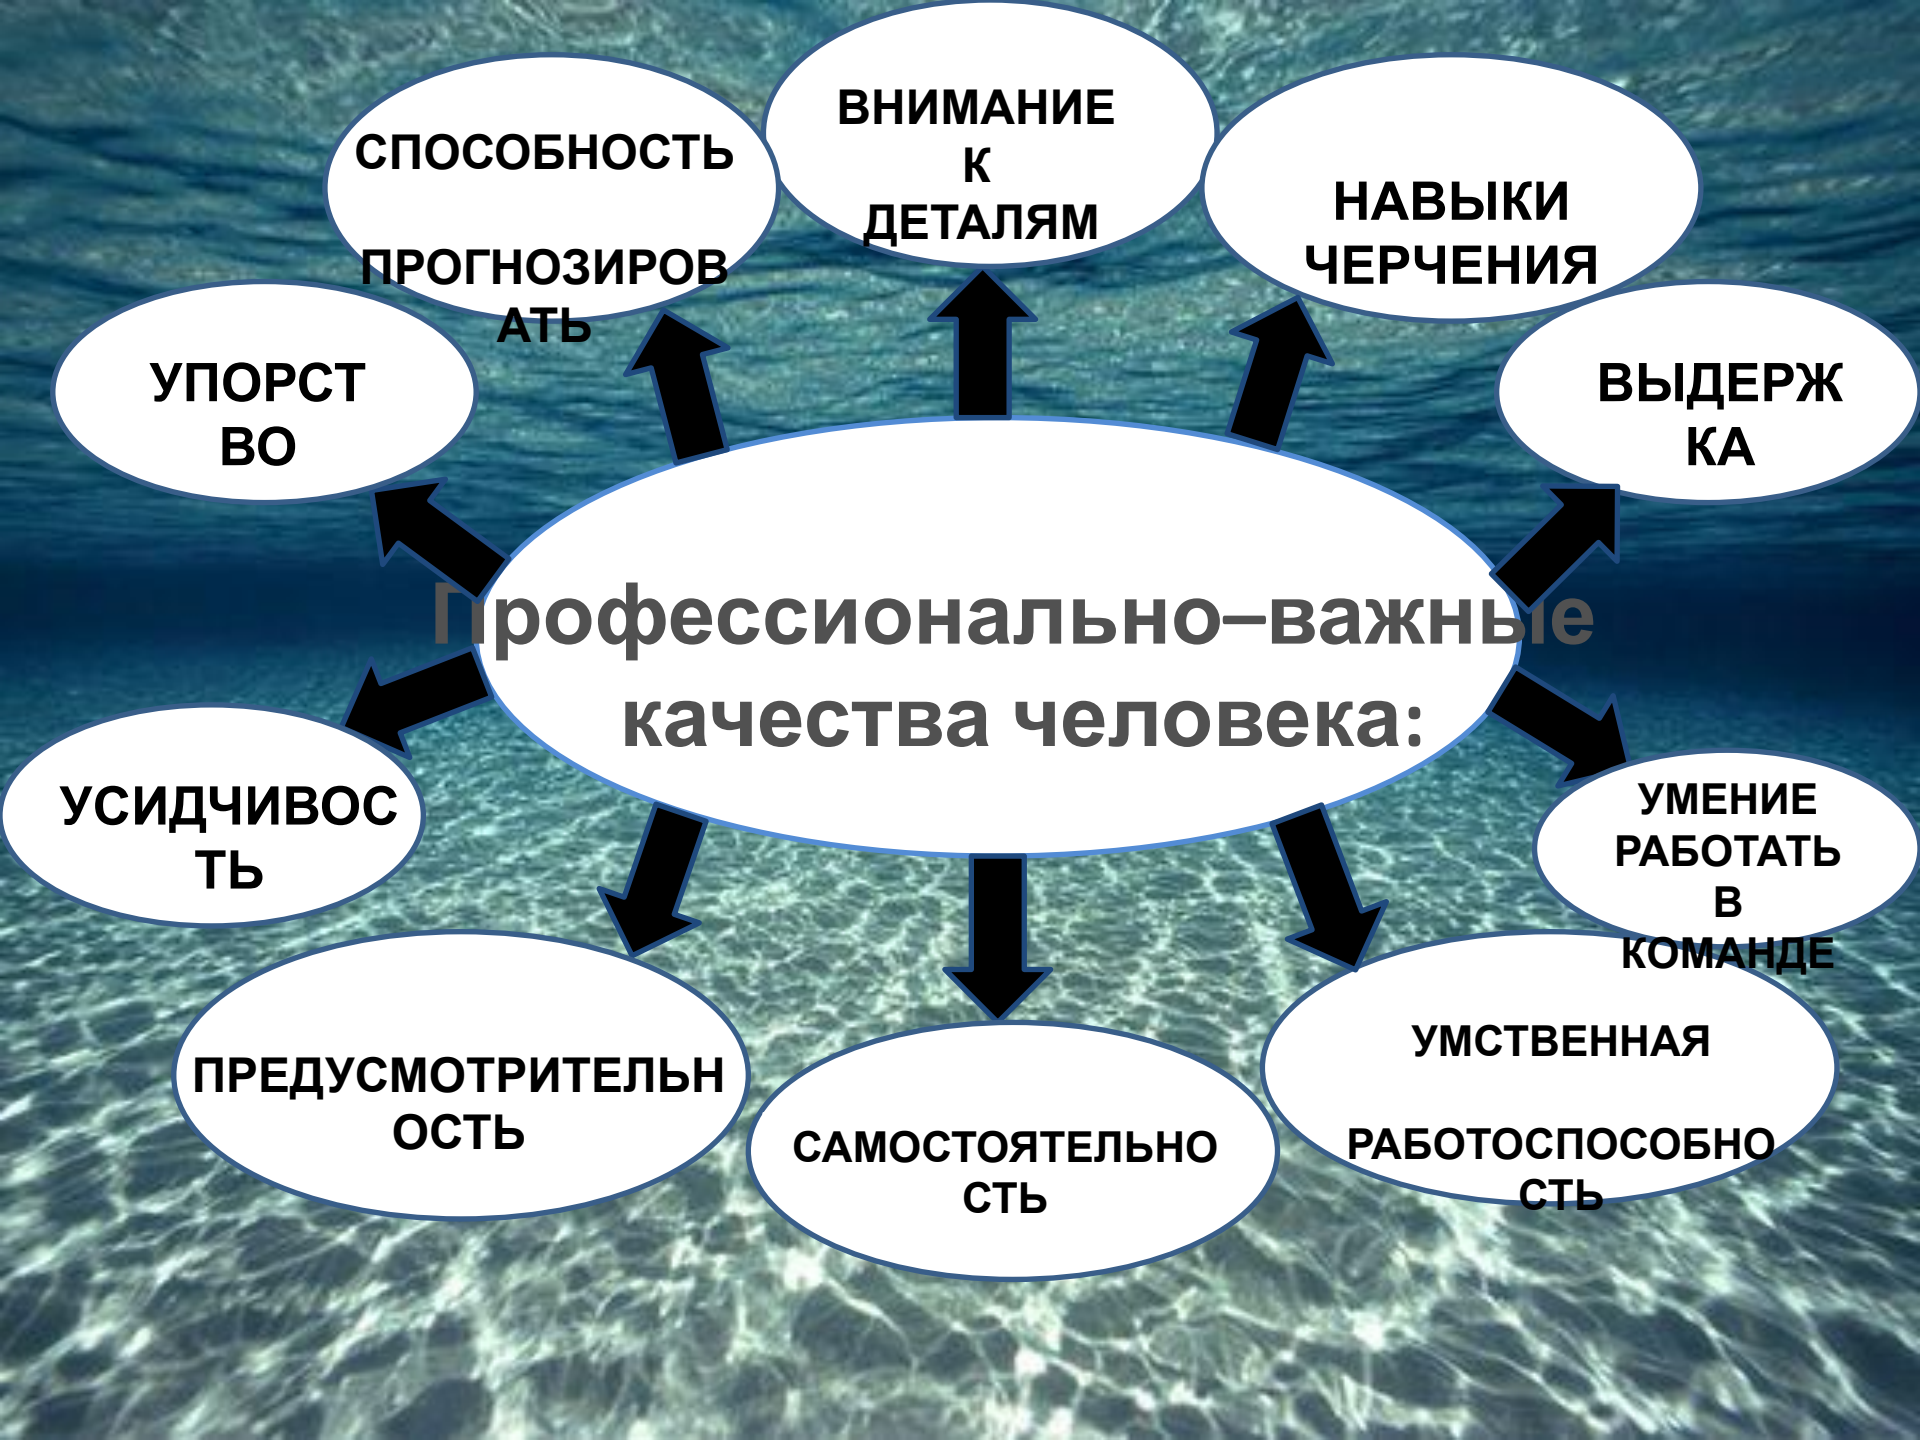 ВНИМАНИЕ
К
ДЕТАЛЯМ
СПОСОБНОСТЬ
ПРОГНОЗИРОВ
АТЬ
НАВЫКИ
ЧЕРЧЕНИЯ
УПОРСТ
ВО
ВЫДЕРЖ
КА
Профессионально–важные
качества человека:
УСИДЧИВОС
ТЬ
УМЕНИЕ
РАБОТАТЬ
В
КОМАНДЕ
ПРЕДУСМОТРИТЕЛЬН
ОСТЬ
САМОСТОЯТЕЛЬНО
СТЬ
УМСТВЕННАЯ
РАБОТОСПОСОБНО
СТЬ